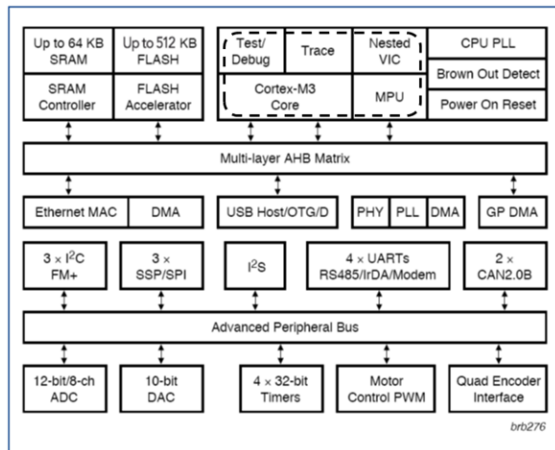 Up to 64 KB
SRAM
Up to 512 KB
FLASH
Test/
Debug
Trace
Nested
VIC
CPU PLL
Brown Out Detect
SRAM
Controller
FLASH
Accelerator
Cortex-M3
Core
MPU
Power On Reset
Multi-layer AHB Matrix
Ethernet MAC
DMA
USB Host/OTG/D
PHY
PLL
DMA
GP DMA
3 × I²C
FM+
3 ×
SSP/SPI
I²S
4 × UARTs
RS485/IrDA/Modem
2 ×
CAN2.0B
Advanced Peripheral Bus
12-bit/8-ch
ADC
10-bit
DAC
4 × 32-bit
Timers
Motor
Control PWM
Quad Encoder
Interface
brb276